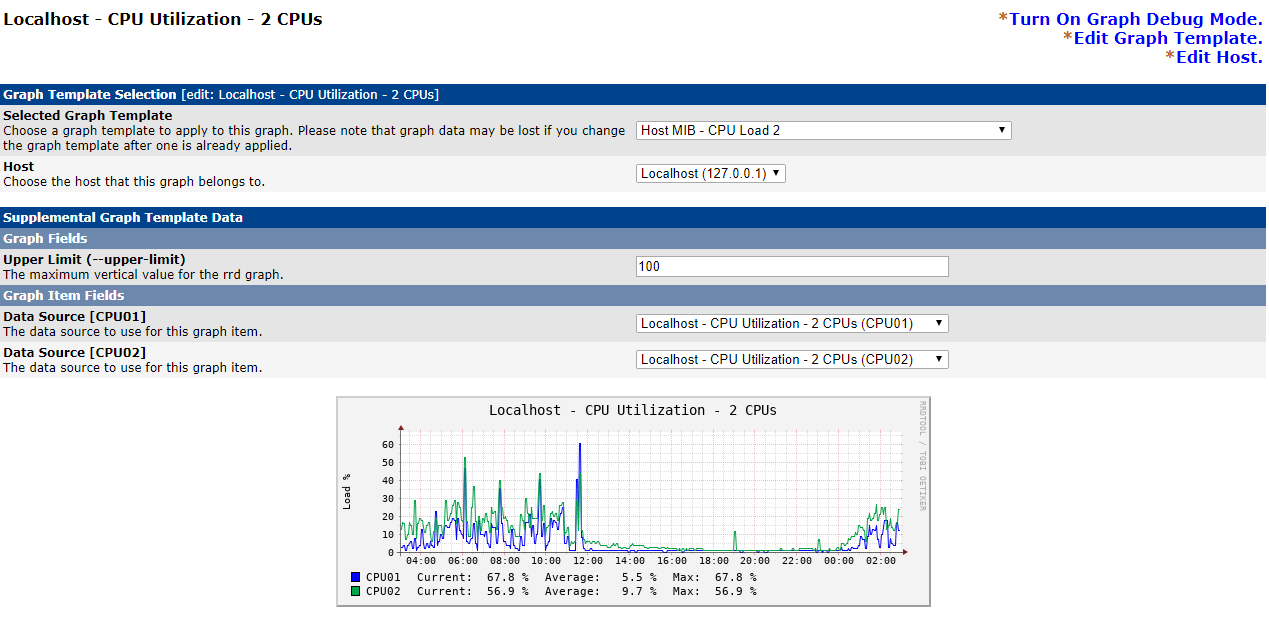 Localhost - CPU Utilization - 2 CPUs
*Turn On Graph Debug Mode.
*Edit Graph Template.
*Edit Host.
Graph Template Selection [edit: Localhost - CPU Utilization - 2 CPUs]
Selected Graph Template
Choose a graph template to apply to this graph. Please note that graph data may be lost if you change
the graph template after one is already applied.
Host MIB - CPU Load 2
Host
Choose the host that this graph belongs to.
Localhost (127.0.0.1)
Supplemental Graph Template Data
Graph Fields
Upper Limit (--upper-limit)
The maximum vertical value for the rrd graph.
100
Graph Item Fields
Data Source [CPU01]
The data source to use for this graph item.
Localhost - CPU Utilization - 2 CPUs (CPU01)
Data Source [CPU02]
The data source to use for this graph item.
Localhost - CPU Utilization - 2 CPUs (CPU02)
Localhost - CPU Utilization - 2 CPUs
RRDTOOL / TOBI OETIKER
Load %
60
50
40
30
20
10
0
04:00 06:00 08:00 10:00 12:00 14:00 16:00 18:00 20:00 22:00 00:00 02:00
CPU01 Current: 67.8 % Average: 5.5 % Max: 67.8 %
CPU02 Current: 56.9 % Average: 9.7 % Max: 56.9 %